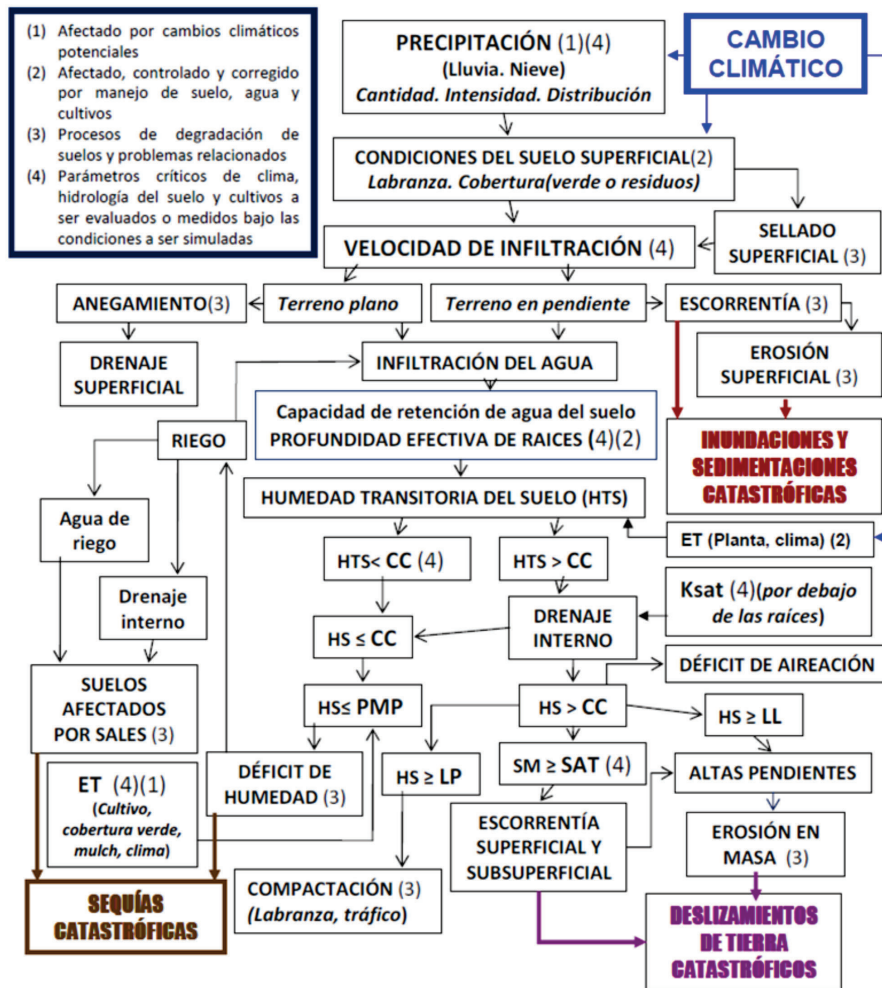 (1) Afectado por cambios climáticos
potenciales
(2) Afectado, controlado y corregido
por manejo de suelo, agua y
cultivos
(3) Procesos de degradación de
suelos y problemas relacionados
(4) Parámetros críticos de clima,
hidrología del suelo y cultivos a
ser evaluados o medidos bajo las
condiciones a ser simuladas
PRECIPITACIÓN (1)(4)
(Lluvia. Nieve)
Cantidad. Intensidad. Distribución
CAMBIO
CLIMÁTICO
CONDICIONES DEL SUELO SUPERFICIAL(2)
Labranza. Cobertura(verde o residuos)
VELOCIDAD DE INFILTRACIÓN (4)
SELLADO
SUPERFICIAL (3)
ANEGAMIENTO(3)
Terreno plano
Terreno en pendiente
ESCORRENTÍA (3)
DRENAJE
SUPERFICIAL
INFILTRACIÓN DEL AGUA
EROSIÓN
SUPERFICIAL (3)
Capacidad de retención de agua del suelo
PROFUNDIDAD EFECTIVA DE RAICES (4)(2)
RIEGO
INUNDACIONES Y
SEDIMENTACIONES
CATASTRÓFICAS
HUMEDAD TRANSITORIA DEL SUELO (HTS)
Agua de
riego
ET (Planta, clima) (2)
HTS< CC (4)
HTS > CC
Ksat (4)(por debajo
de las raíces)
Drenaje
interno
DRENAJE
INTERNO
HS ≤ CC
DÉFICIT DE AIREACIÓN
SUELOS
AFECTADOS
POR SALES (3)
HS≤ PMP
HS > CC
HS ≥ LL
ET (4)(1)
(Cultivo,
cobertura verde,
mulch, clima)
DÉFICIT DE
HUMEDAD (3)
HS ≥ LP
SM ≥ SAT (4)
ALTAS PENDIENTES
ESCORRENTÍA
SUPERFICIAL Y
SUBSUPERFICIAL
EROSIÓN EN
MASA (3)
COMPACTACIÓN (3)
(Labranza, tráfico)
SEQUÍAS
CATASTRÓFICAS
DESLIZAMIENTOS
DE TIERRA
CATASTRÓFICOS